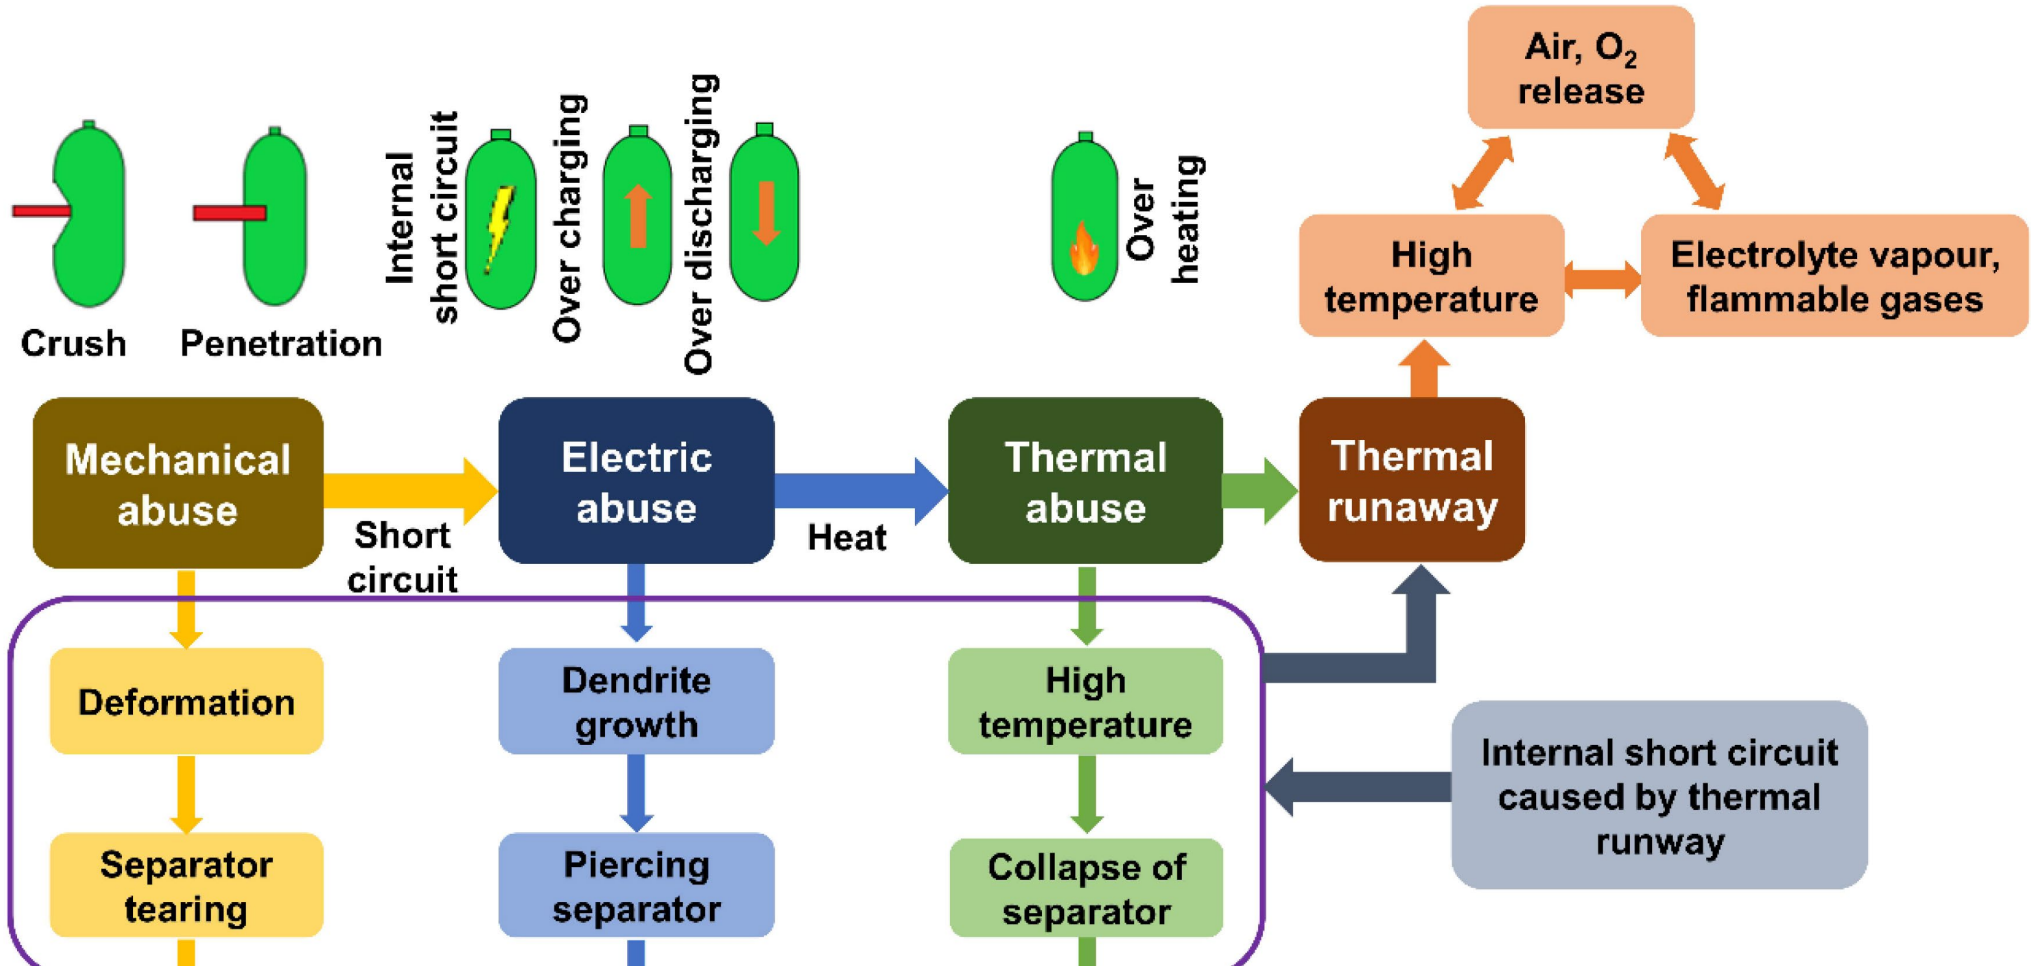 Air, O₂
release
Internal
short circuit
Over charging
Over discharging
Over
heating
Crush
Penetration
High
temperature
Electrolyte vapour,
flammable gases
Mechanical
abuse
Short
circuit
Electric
abuse
Heat
Thermal
abuse
Thermal
runaway
Deformation
Dendrite
growth
High
temperature
Internal short circuit
caused by thermal
runway
Separator
tearing
Piercing
separator
Collapse of
separator